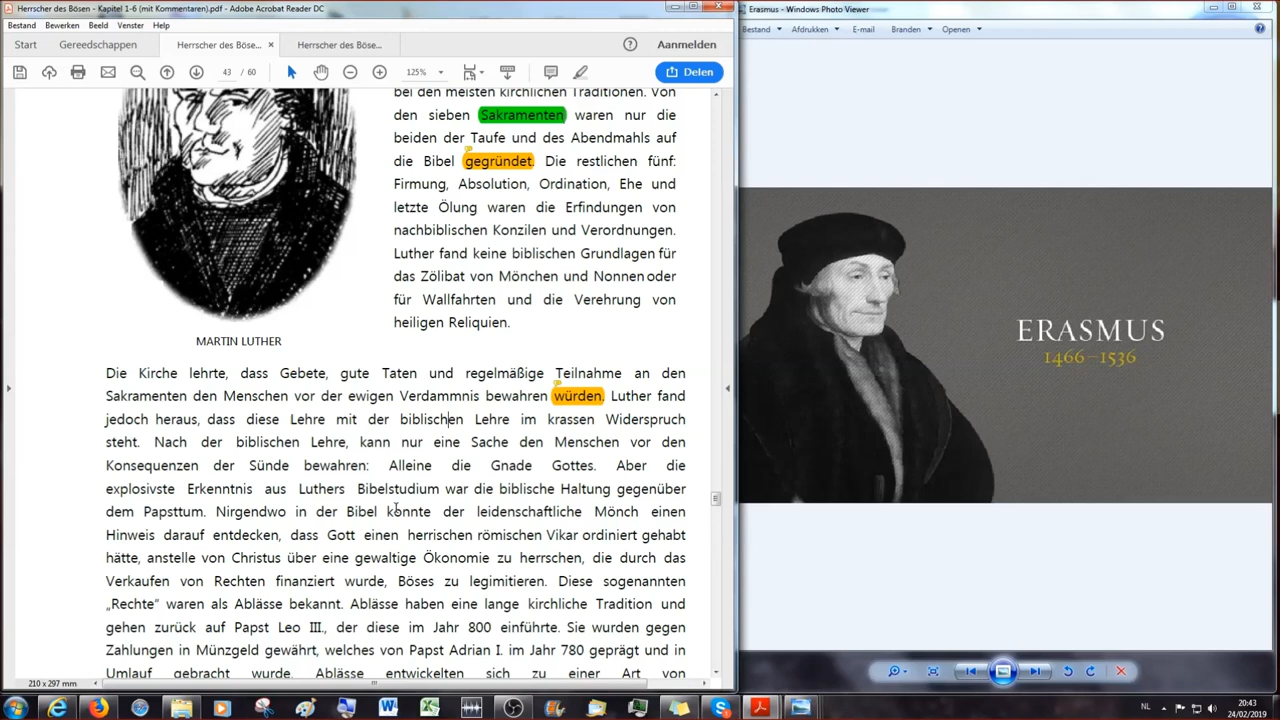 Herrscher des Bösen - Kapitel 1-6 (mit Kommentaren).pdf - Adobe Acrobat Reader DC
Bestand Bewerken Beeld Venster Help
Start Gereedschappen Herrscher des Böse... × Herrscher des Böse... Aanmelden
43 / 60 125% Delen
bei den meisten kirchlichen Traditionen. Von
den sieben Sakramenten waren nur die
beiden der Taufe und des Abendmahls auf
die Bibel gegründet. Die restlichen fünf:
Firmung, Absolution, Ordination, Ehe und
letzte Ölung waren die Erfindungen von
nachbiblischen Konzilen und Verordnungen.
Luther fand keine biblischen Grundlagen für
das Zölibat von Mönchen und Nonnen oder
für Wallfahrten und die Verehrung von
heiligen Reliquien.
MARTIN LUTHER
Die Kirche lehrte, dass Gebete, gute Taten und regelmäßige Teilnahme an den
Sakramenten den Menschen vor der ewigen Verdammnis bewahren würden. Luther fand
jedoch heraus, dass diese Lehre mit der biblischen Lehre im krassen Widerspruch
steht. Nach der biblischen Lehre, kann nur eine Sache den Menschen vor den
Konsequenzen der Sünde bewahren: Alleine die Gnade Gottes. Aber die
explosivste Erkenntnis aus Luthers Bibelstudium war die biblische Haltung gegenüber
dem Papsttum. Nirgendwo in der Bibel konnte der leidenschaftliche Mönch einen
Hinweis darauf entdecken, dass Gott einen herrischen römischen Vikar ordiniert gehabt
hätte, anstelle von Christus über eine gewaltige Ökonomie zu herrschen, die durch das
Verkaufen von Rechten finanziert wurde, Böses zu legitimieren. Diese sogenannten
„Rechte“ waren als Ablässe bekannt. Ablässe haben eine lange kirchliche Tradition und
gehen zurück auf Papst Leo III., der diese im Jahr 800 einführte. Sie wurden gegen
Zahlungen in Münzgeld gewährt, welches von Papst Adrian I. im Jahr 780 geprägt und in
Umlauf gebracht wurde. Ablässe entwickelten sich zu einer Art von
210 x 297 mm
Erasmus - Windows Photo Viewer
Bestand Afdrukken E-mail Branden Openen
ERASMUS
1466–1536
NL 20:43
24/02/2019